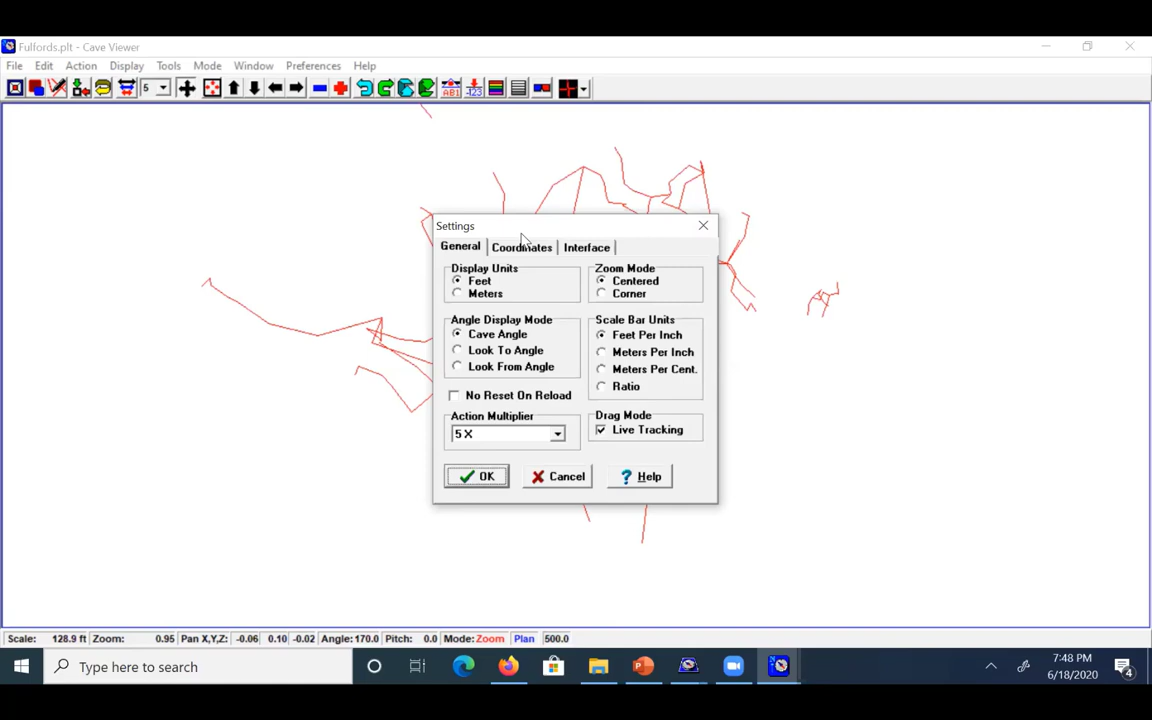 Fulfords.plt - Cave Viewer
File Edit Action Display Tools Mode Window Preferences Help
5
AB1
-123
Settings
General Coordinates Interface
Display Units
Feet
Meters
Zoom Mode
Centered
Corner
Angle Display Mode
Cave Angle
Look To Angle
Look From Angle
Scale Bar Units
Feet Per Inch
Meters Per Inch
Meters Per Cent.
Ratio
No Reset On Reload
Action Multiplier
5 X
Drag Mode
Live Tracking
OK Cancel ? Help
Scale: 128.9 ft Zoom: 0.95 Pan X,Y,Z: -0.06 0.10 -0.02 Angle: 170.0 Pitch: 0.0 Mode: Zoom Plan 500.0
Type here to search
7:48 PM
6/18/2020
4